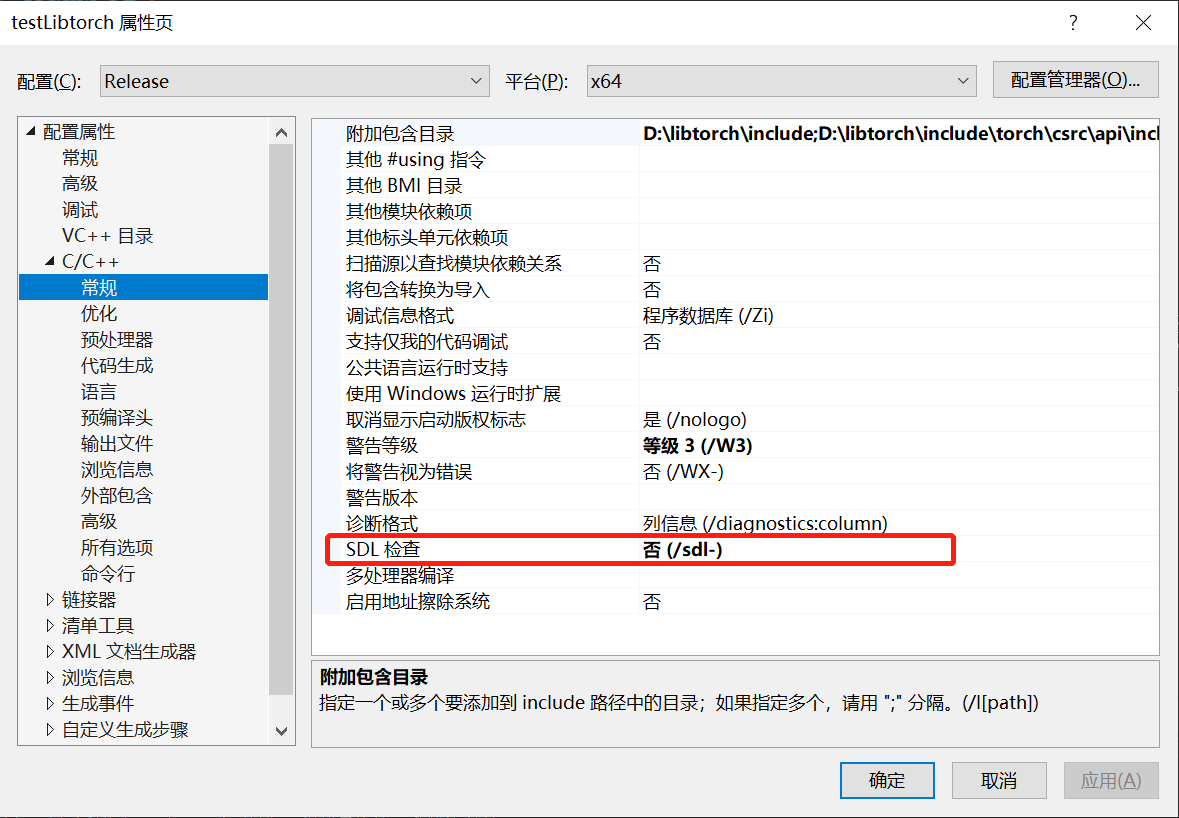 testLibtorch 属性页
?
配置(C):
Release
平台(P):
x64
配置管理器(O)...
配置属性
常规
高级
调试
VC++ 目录
C/C++
常规
优化
预处理器
代码生成
语言
预编译头
输出文件
浏览信息
外部包含
高级
所有选项
命令行
链接器
清单工具
XML 文档生成器
浏览信息
生成事件
自定义生成步骤
附加包含目录 D:\libtorch\include;D:\libtorch\include\torch\csrc\api\incl
其他 #using 指令
其他 BMI 目录
其他模块依赖项
其他标头单元依赖项
扫描源以查找模块依赖关系 否
将包含转换为导入 否
调试信息格式 程序数据库 (/Zi)
支持仅我的代码调试 否
公共语言运行时支持
使用 Windows 运行时扩展
取消显示启动版权标志 是 (/nologo)
警告等级 等级 3 (/W3)
将警告视为错误 否 (/WX-)
警告版本
诊断格式 列信息 (/diagnostics:column)
SDL 检查 否 (/sdl-)
多处理器编译
启用地址擦除系统 否
附加包含目录
指定一个或多个要添加到 include 路径中的目录；如果指定多个，请用 ";" 分隔。(/I[path])
确定
取消
应用(A)